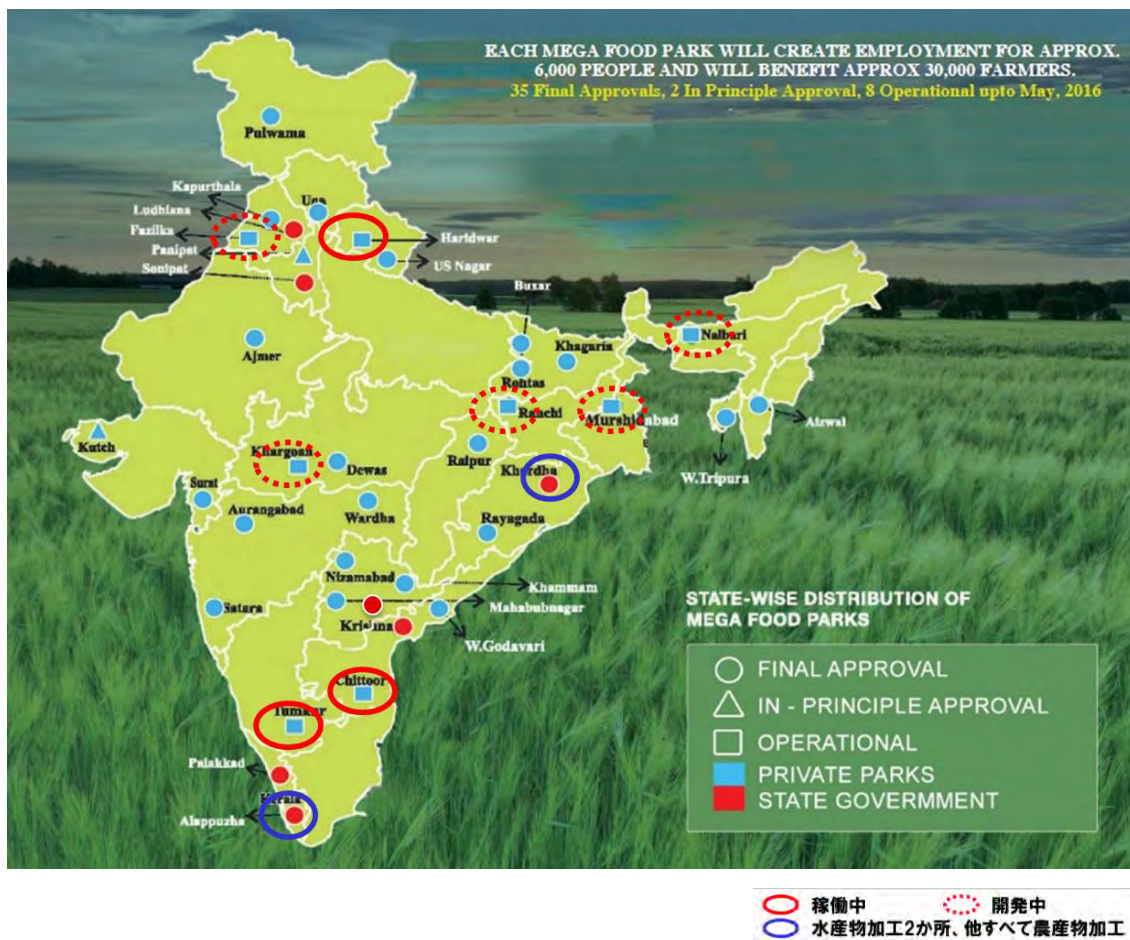 EACH MEGA FOOD PARK WILL CREATE EMPLOYMENT FOR APPROX.
6,000 PEOPLE AND WILL BENEFIT APPROX 30,000 FARMERS.
35 Final Approvals, 2 In Principle Approval, 8 Operational upto May, 2016
Pulwama
Kapurthala
Una
Ludhiana
Fazilka
Haridwar
Panipat
US Nagar
Sonipat
Buxar
Nalbari
Ajmer
Khagaria
Rohtas
Ranchi
Murshidabad
Aizwal
Kutch
Khargoan
Dewas
Raipur
Khordha
W.Tripura
Surat
Aurangabad
Wardha
Rayagada
Nizamabad
Khammam
Mahabubnagar
Satara
Krishna
W.Godavari
Chittoor
Tumkur
Palakkad
Kerala
Alappuzha
STATE-WISE DISTRIBUTION OF
MEGA FOOD PARKS
FINAL APPROVAL
IN - PRINCIPLE APPROVAL
OPERATIONAL
PRIVATE PARKS
STATE GOVERMMENT
稼働中 開発中
水産物加工2か所、他すべて農産物加工